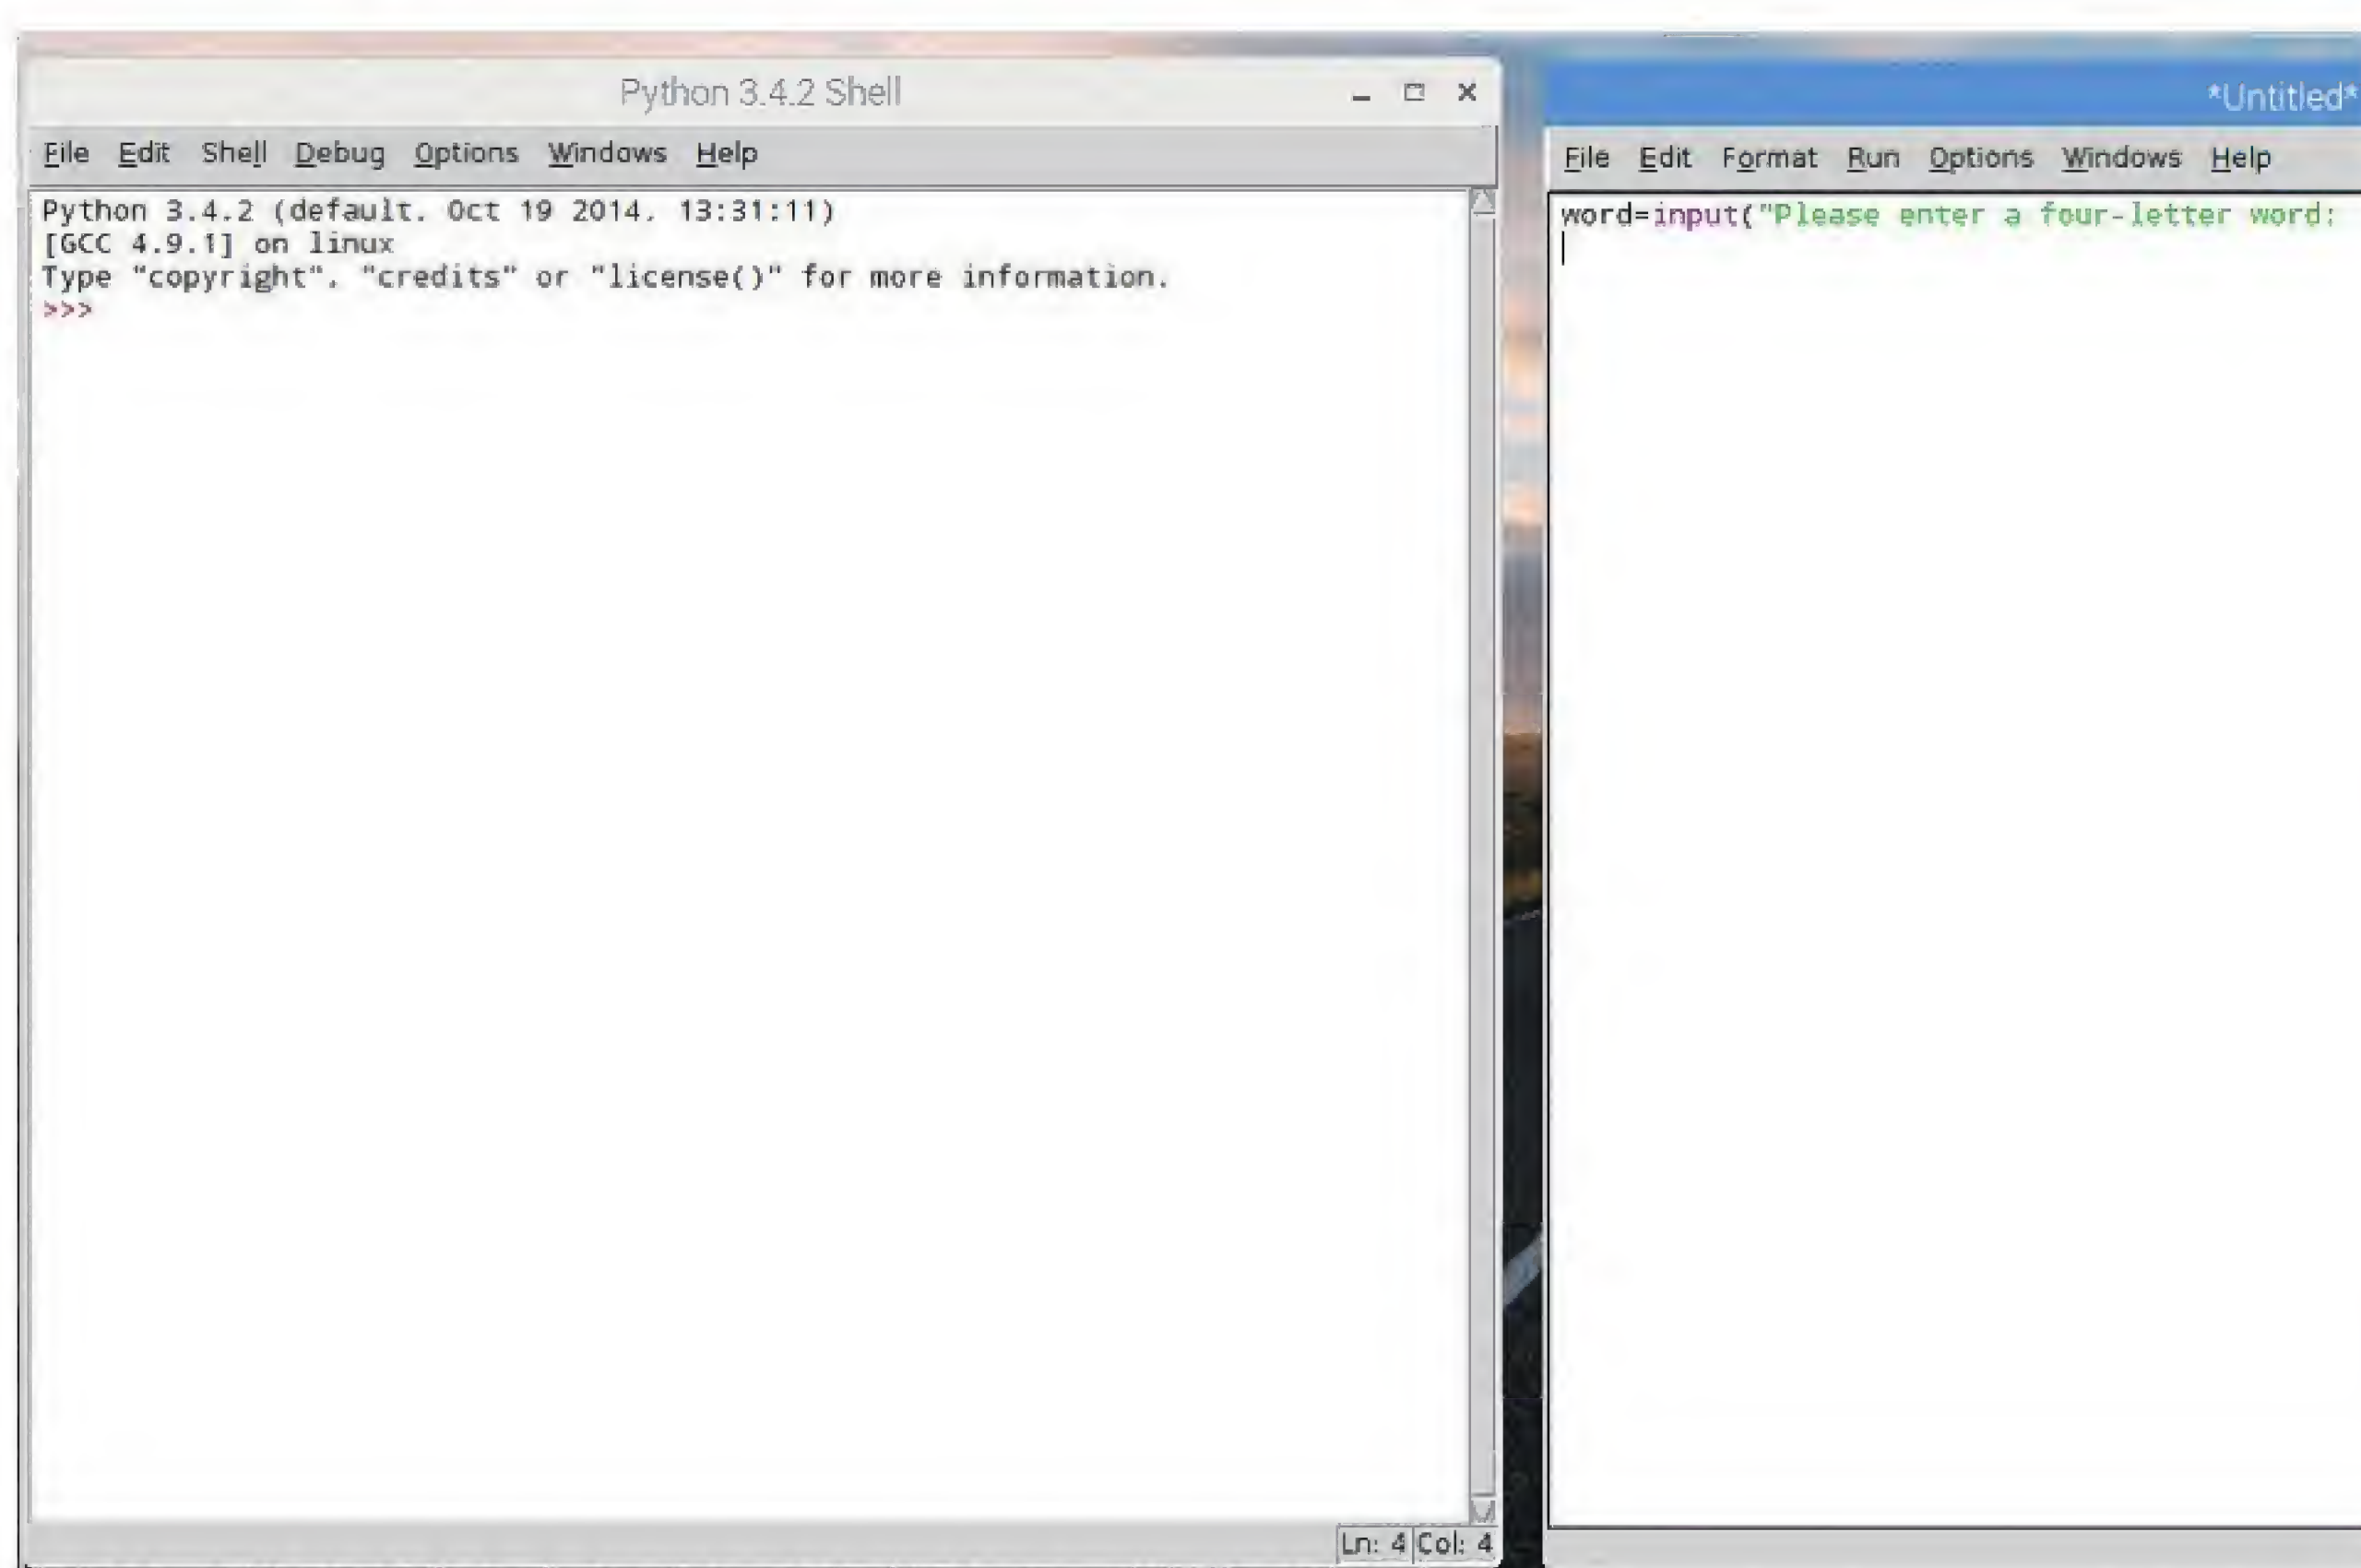 Python 3.4.2 Shell
File Edit Shell Debug Options Windows Help
Python 3.4.2 (default, Oct 19 2014, 13:31:11)
[GCC 4.9.1] on linux
Type "copyright", "credits" or "license()" for more information.
>>>
Ln: 4 Col: 4
*Untitled*
File Edit Format Run Options Windows Help
word=input("Please enter a four-letter word: